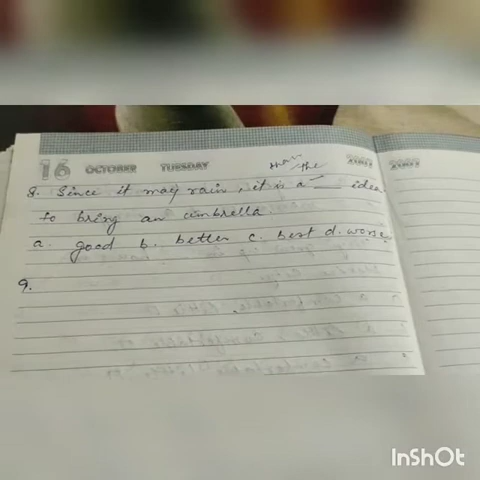 16 OCTOBER TUESDAY
than/the
8. Since it may rain, it is a __ idea
to bring an umbrella.
a. good b. better c. best d. worse
9.
InShOt